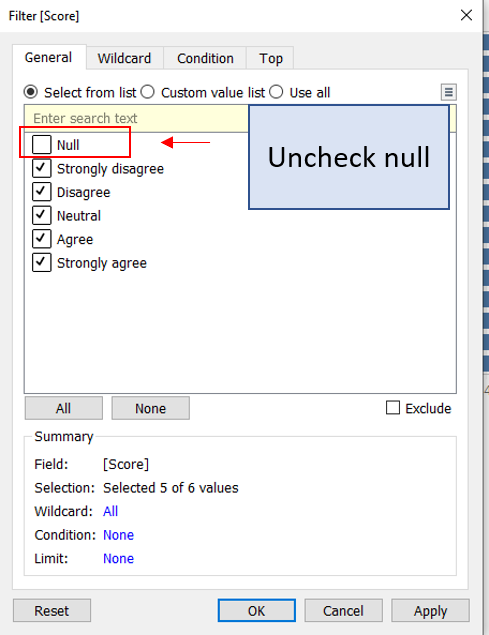 Filter [Score]
General Wildcard Condition Top
Select from list Custom value list Use all
Enter search text
Null
Strongly disagree
Disagree
Neutral
Agree
Strongly agree
Uncheck null
All None Exclude
Summary
Field: [Score]
Selection: Selected 5 of 6 values
Wildcard: All
Condition: None
Limit: None
Reset OK Cancel Apply